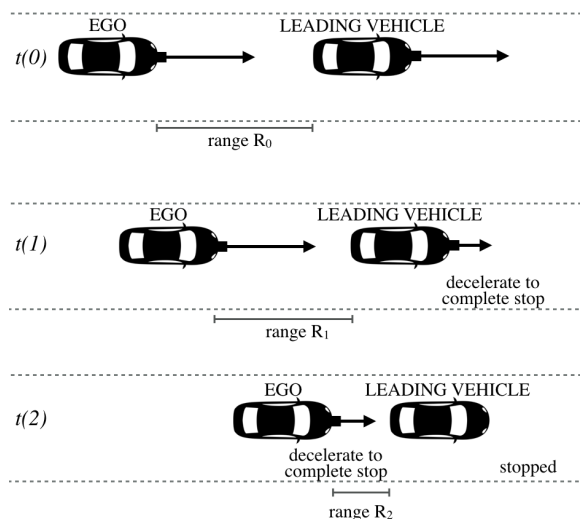 EGO LEADING VEHICLE
t(0)
range R₀
EGO LEADING VEHICLE
t(1)
decelerate to
complete stop
range R₁
EGO LEADING VEHICLE
t(2)
decelerate to
complete stop
stopped
range R₂